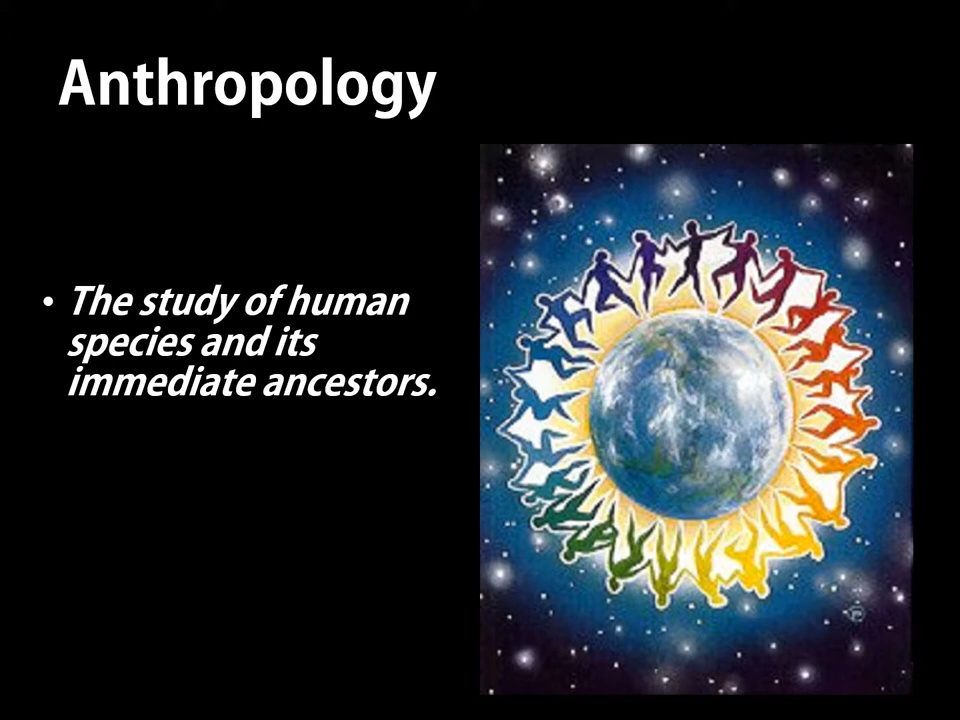 Anthropology
• The study of human
species and its
immediate ancestors.